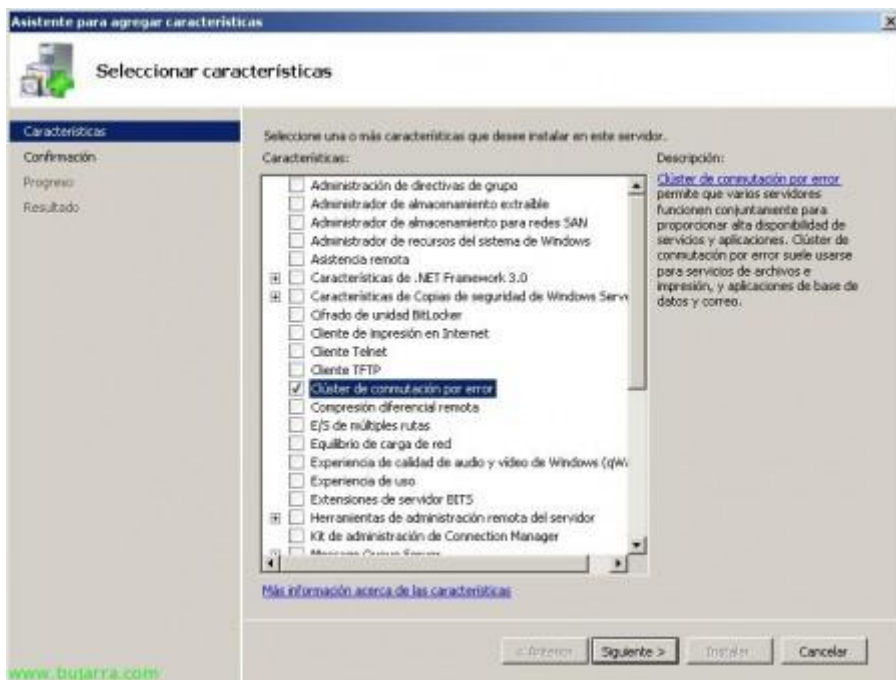 Asistente para agregar características
Seleccionar características
Características
Confirmación
Progreso
Resultado
Seleccione una o más características que desee instalar en este servidor.
Características:
Administración de directivas de grupo
Administrador de almacenamiento extraíble
Administrador de almacenamiento para redes SAN
Administrador de recursos del sistema de Windows
Asistencia remota
Características de .NET Framework 3.0
Características de Copias de seguridad de Windows Serv
Cifrado de unidad BitLocker
Cliente de impresión en Internet
Cliente Telnet
Cliente TFTP
Clúster de conmutación por error
Compresión diferencial remota
E/S de múltiples rutas
Equilibrio de carga de red
Experiencia de calidad de audio y vídeo de Windows (qWa
Experiencia de uso
Extensiones de servidor BITS
Herramientas de administración remota del servidor
Kit de administración de Connection Manager
Message Queue Server
Descripción:
Clúster de conmutación por error
permite que varios servidores
funcionen conjuntamente para
proporcionar alta disponibilidad de
servicios y aplicaciones. Clúster de
conmutación por error suele usarse
para servicios de archivos e
impresión, y aplicaciones de base de
datos y correo.
Más información acerca de las características
< Anterior
Siguiente >
Instalar
Cancelar
www.bujarra.com